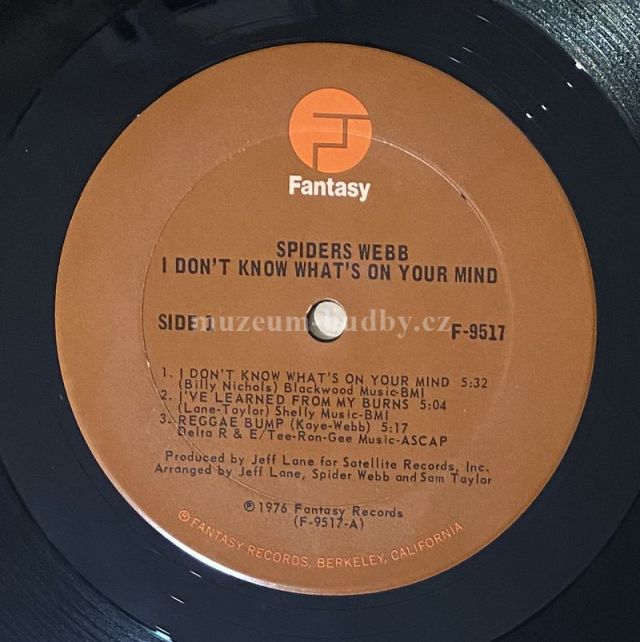 Fantasy
SPIDERS WEBB
I DON'T KNOW WHAT'S ON YOUR MIND
muzeum-hudby.cz
SIDE 1
F-9517
1. I DON'T KNOW WHAT'S ON YOUR MIND 5:32
(Billy Nichols) Blackwood Music-BMI
2. I'VE LEARNED FROM MY BURNS 5:04
(Lane-Taylor) Shelly Music-BMI
3. REGGAE BUMP (Kaye-Webb) 5:17
Delta R & E/Tee-Ron-Gee Music-ASCAP
Produced by Jeff Lane for Satellite Records, Inc.
Arranged by Jeff Lane, Spider Webb and Sam Taylor
℗1976 Fantasy Records
(F-9517-A)
®FANTASY RECORDS, BERKELEY, CALIFORNIA